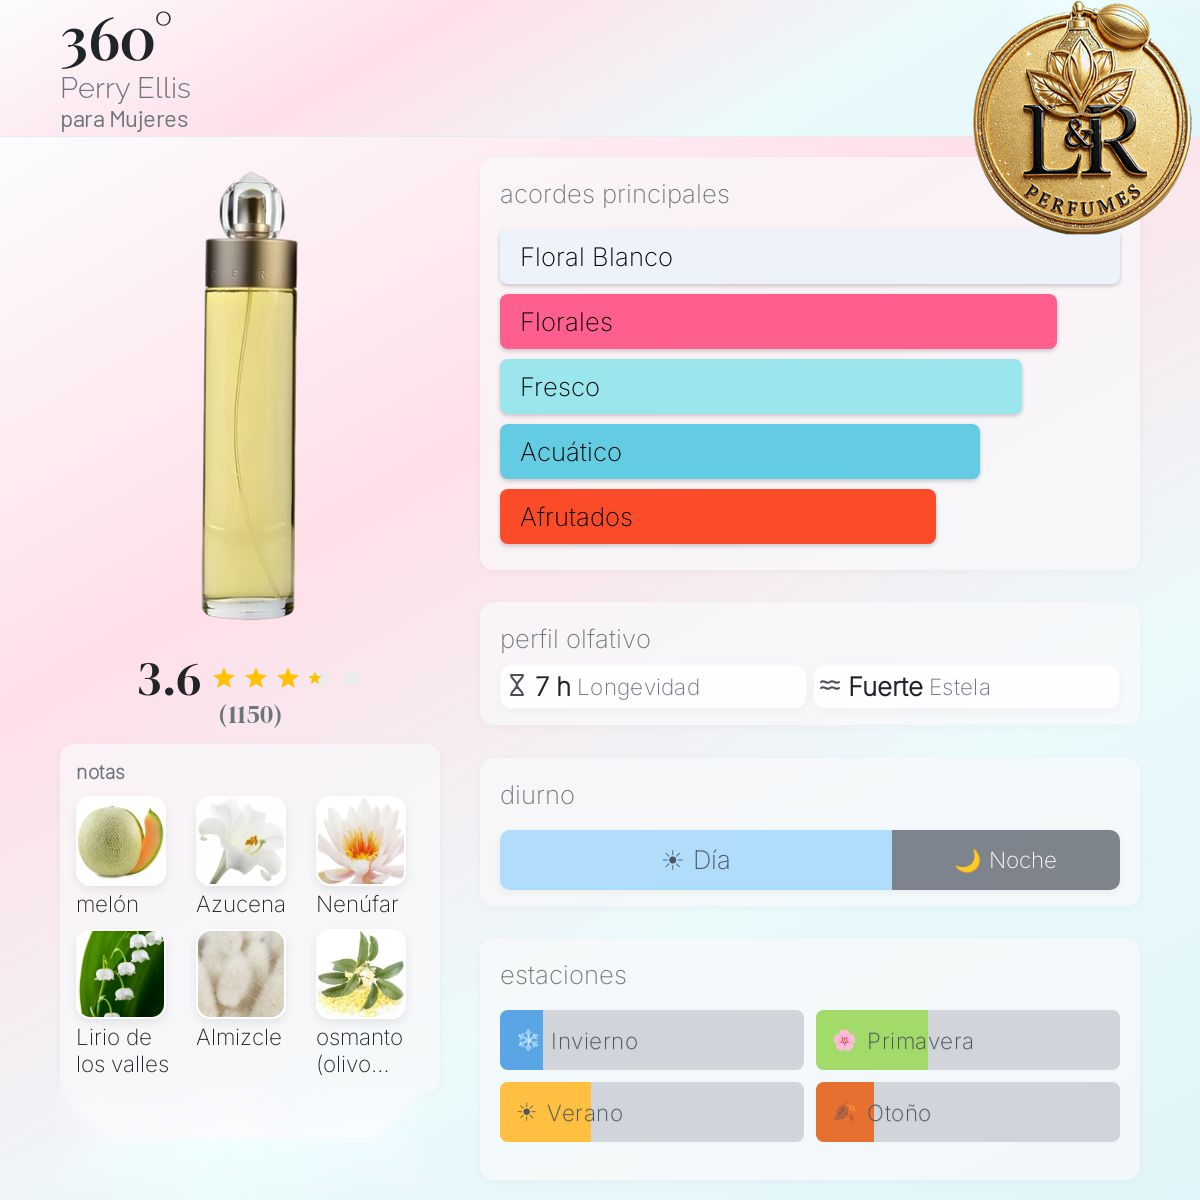 360°
Perry Ellis
para Mujeres
L&R
PERFUMES
acordes principales
Floral Blanco
Florales
Fresco
Acuático
Afrutados
3.6
(1150)
notas
melón
Azucena
Nenúfar
Lirio de
los valles
Almizcle
osmanto
(olivo...
perfil olfativo
7 h Longevidad
Fuerte Estela
diurno
Día
Noche
estaciones
Invierno
Primavera
Verano
Otoño